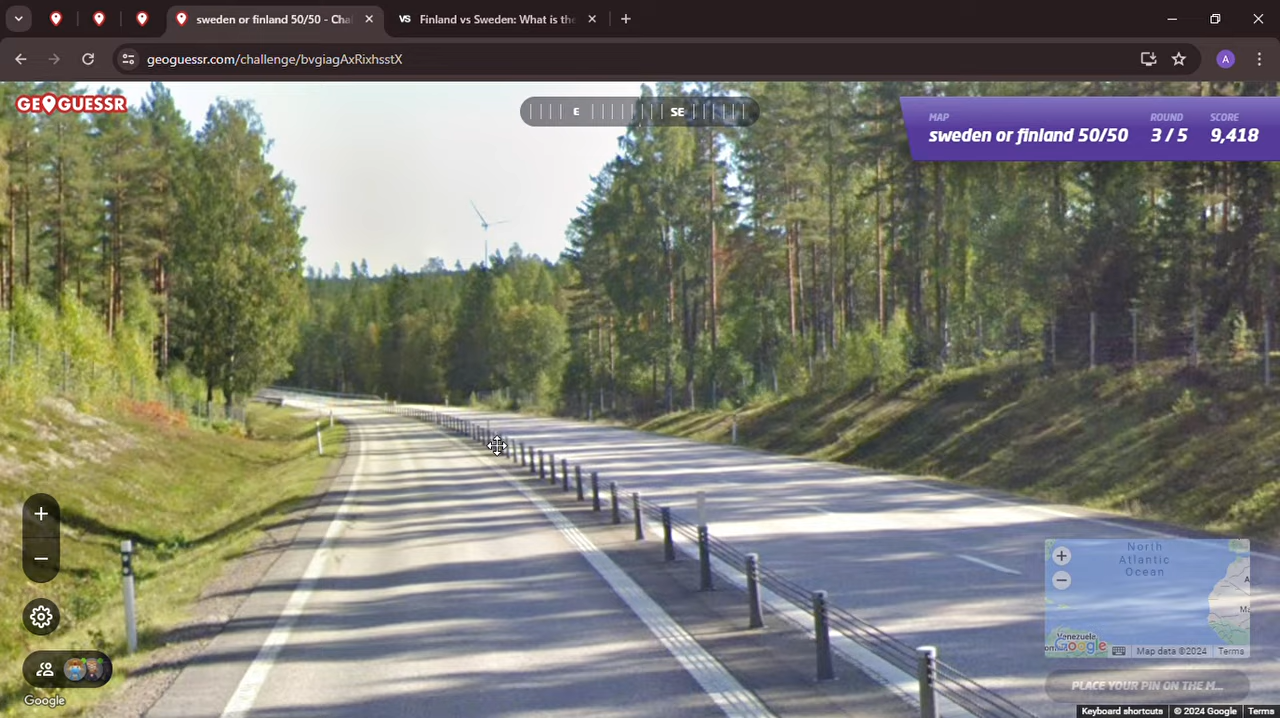 sweden or finland 50/50 - Cha
VS Finland vs Sweden: What is the
geoguessr.com/challenge/bvgiagAxRixhsstX
A
GEOGUESSR
E SE
MAP ROUND SCORE
sweden or finland 50/50 3 / 5 9,418
North
Atlantic
Ocean
Venezuela
Google
Map data ©2024 Terms
PLACE YOUR PIN ON THE M...
Google
Keyboard shortcuts © 2024 Google Terms